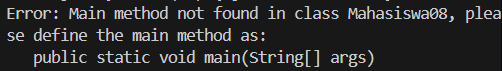 Error: Main method not found in class Mahasiswa08, plea
se define the main method as:
   public static void main(String[] args)